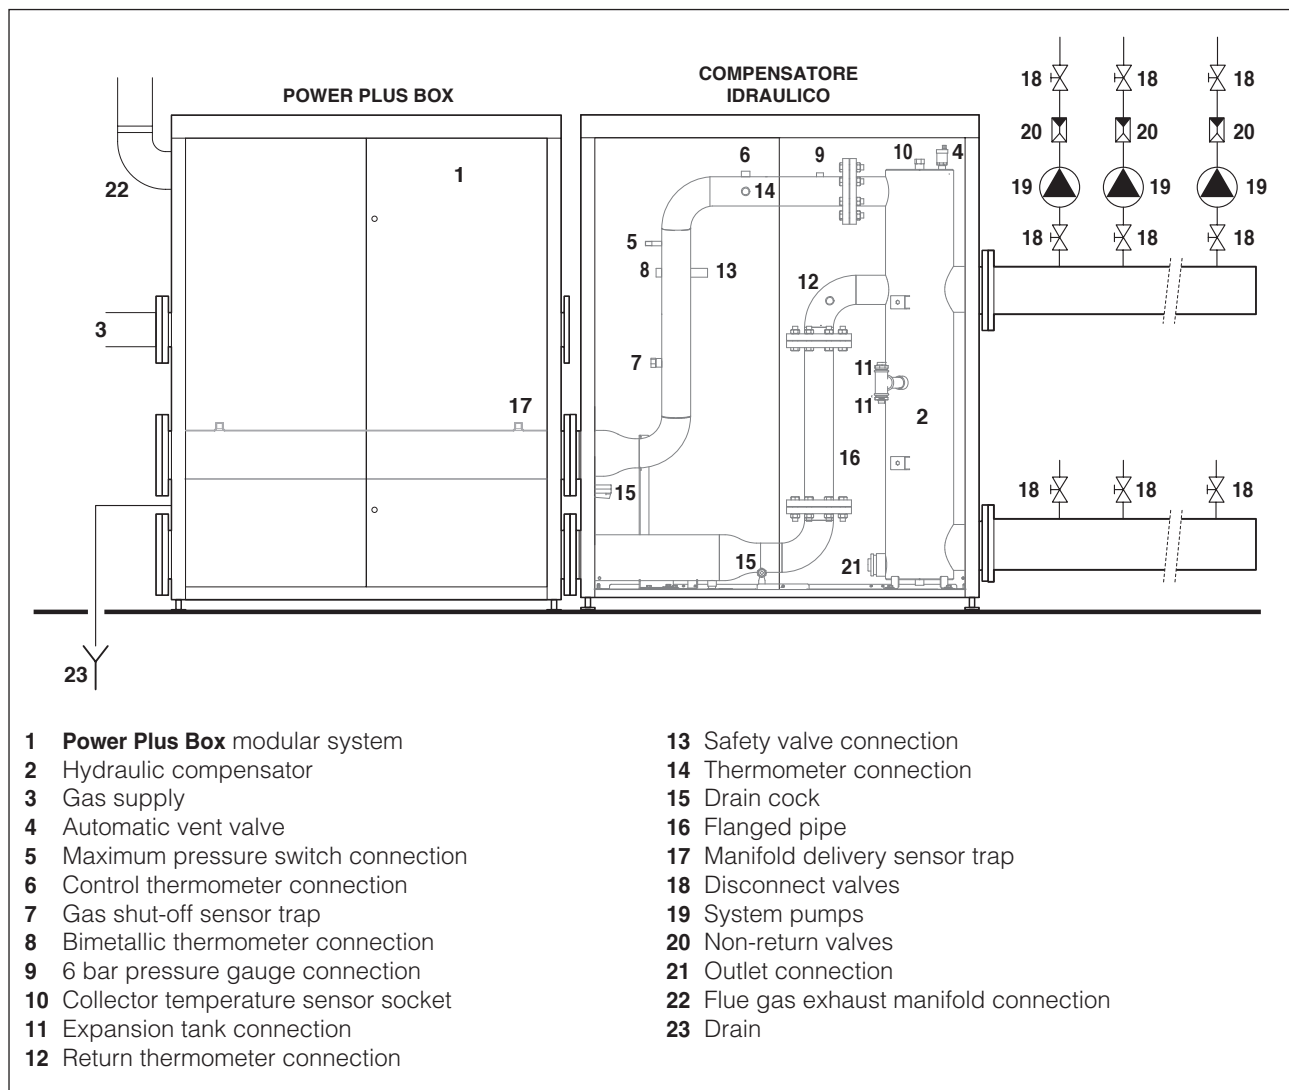 POWER PLUS BOX
COMPENSATORE
IDRAULICO
18 18 18
20 20 20
19 19 19
18 18 18
22
1
6 9 10 4
14
5
8 13
12
3
7
11
17
11
2
16
15
18 18 18
15
21
23
1 Power Plus Box modular system
2 Hydraulic compensator
3 Gas supply
4 Automatic vent valve
5 Maximum pressure switch connection
6 Control thermometer connection
7 Gas shut-off sensor trap
8 Bimetallic thermometer connection
9 6 bar pressure gauge connection
10 Collector temperature sensor socket
11 Expansion tank connection
12 Return thermometer connection
13 Safety valve connection
14 Thermometer connection
15 Drain cock
16 Flanged pipe
17 Manifold delivery sensor trap
18 Disconnect valves
19 System pumps
20 Non-return valves
21 Outlet connection
22 Flue gas exhaust manifold connection
23 Drain